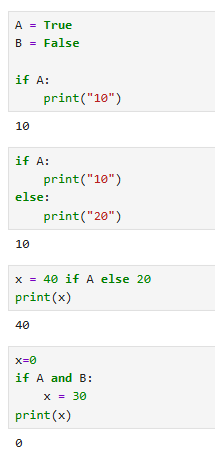 A = True
B = False

if A:
    print("10")
10
if A:
    print("10")
else:
    print("20")
10
x = 40 if A else 20
print(x)
40
x=0
if A and B:
    x = 30
print(x)
0